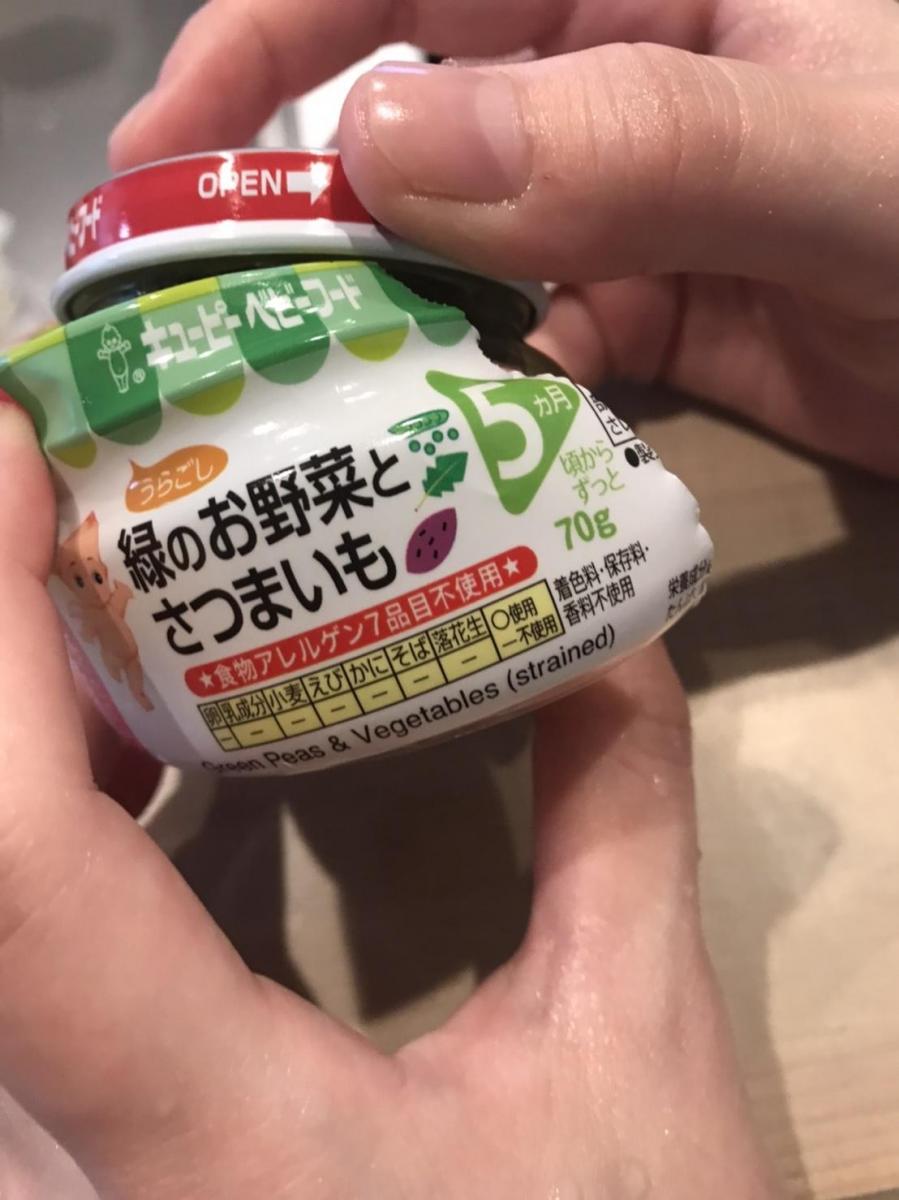 OPEN
キユーピー ベビーフード
®
5ヵ月
頃から
ずっと
70g
うらごし
緑のお野菜と
さつまいも
★食物アレルゲン7品目不使用★
卵 乳成分 小麦 えび かに そば 落花生 ○使用
－ － － － － － － －不使用
着色料・保存料・
香料不使用
Green Peas & Vegetables (strained)
栄養成分